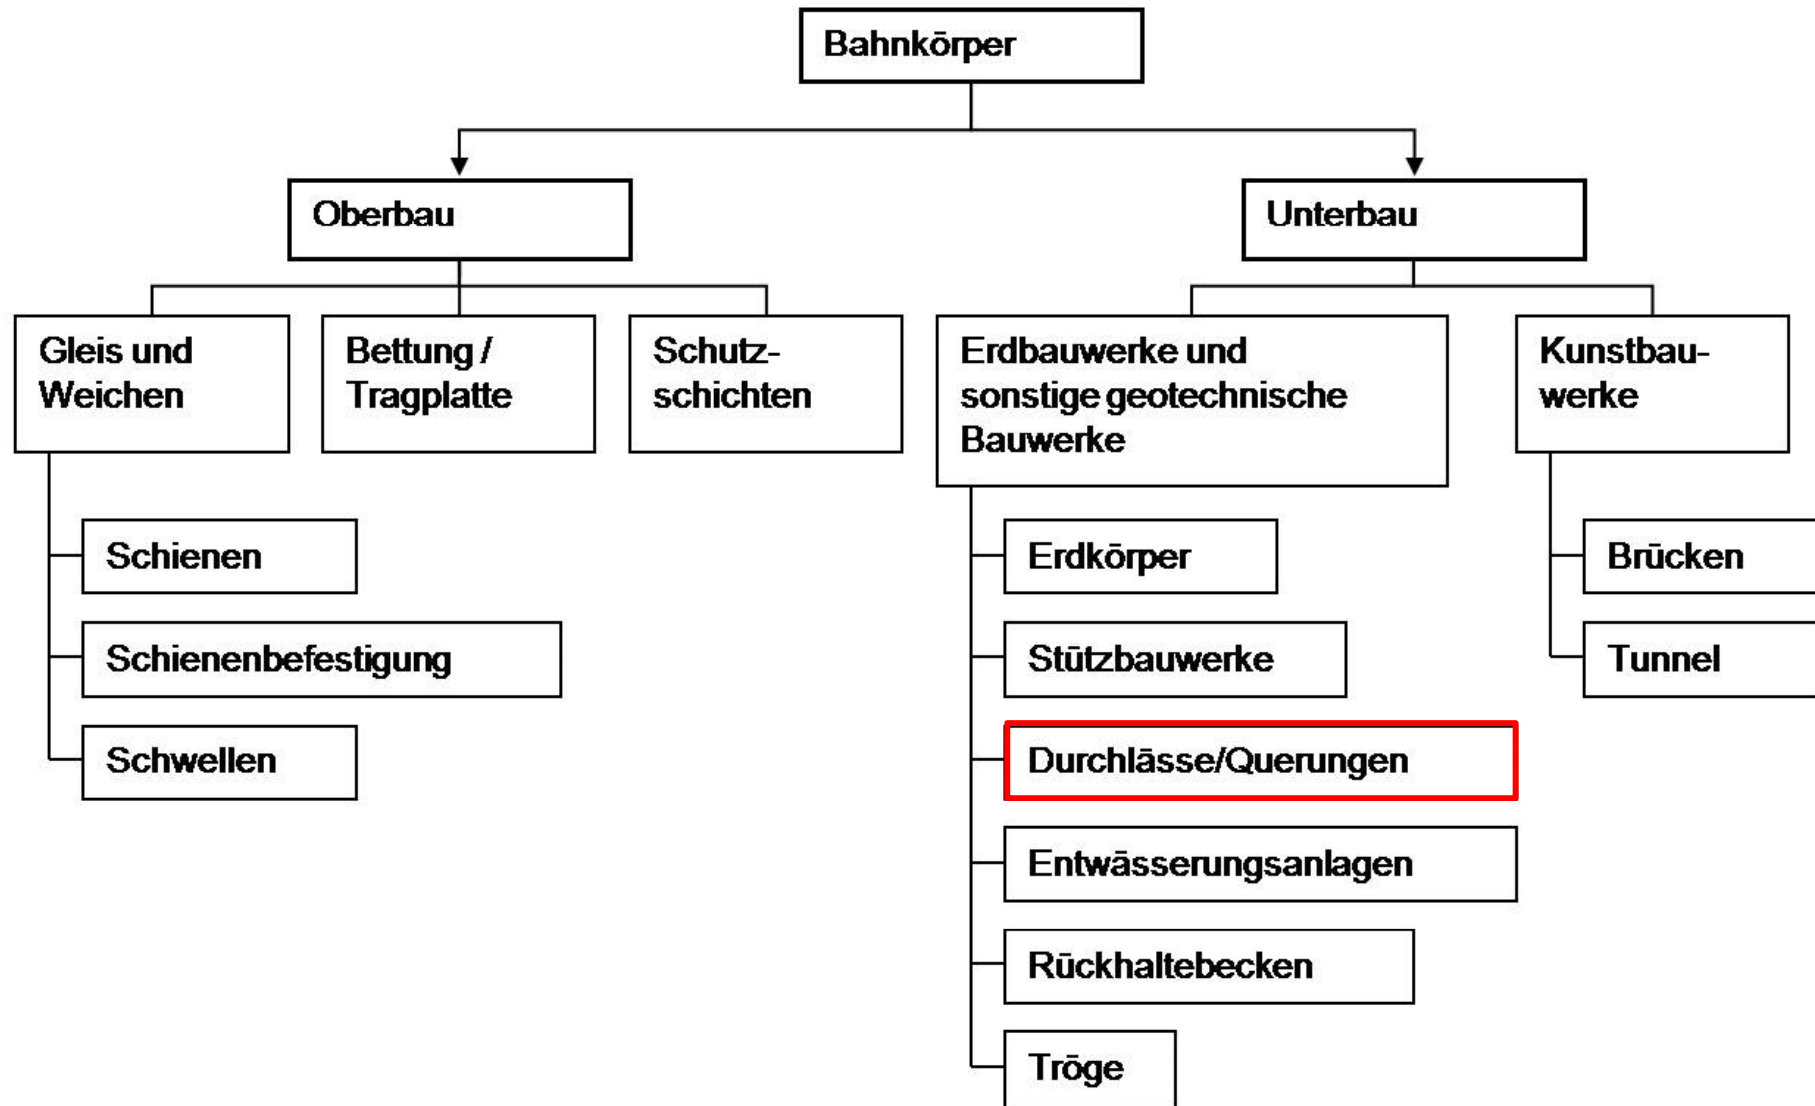 Bahnkörper
Oberbau
Unterbau
Gleis und
Weichen
Bettung /
Tragplatte
Schutz-
schichten
Erdbauwerke und
sonstige geotechnische
Bauwerke
Kunstbau-
werke
Schienen
Schienenbefestigung
Schwellen
Erdkörper
Stützbauwerke
Durchlässe/Querungen
Entwässerungsanlagen
Rückhaltebecken
Tröge
Brücken
Tunnel